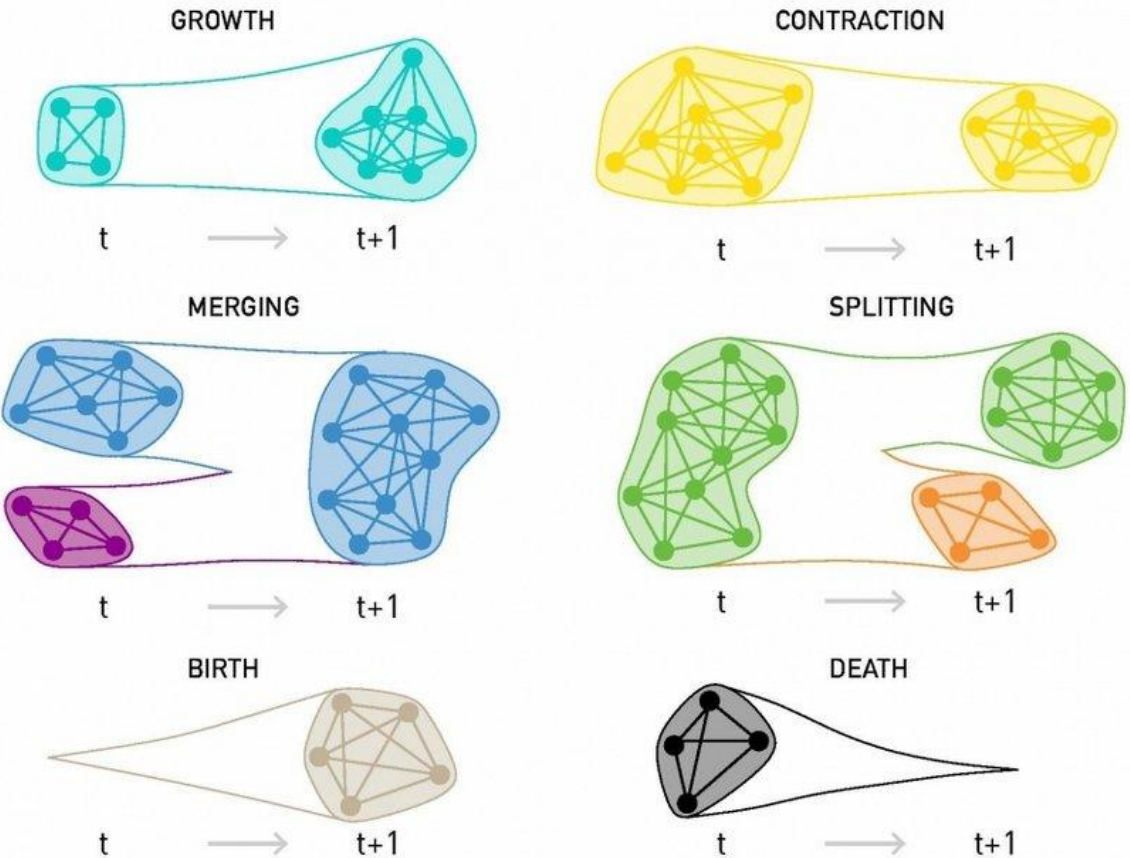 GROWTH
CONTRACTION
t t+1
t t+1
MERGING
SPLITTING
t t+1
t t+1
BIRTH
DEATH
t t+1
t t+1